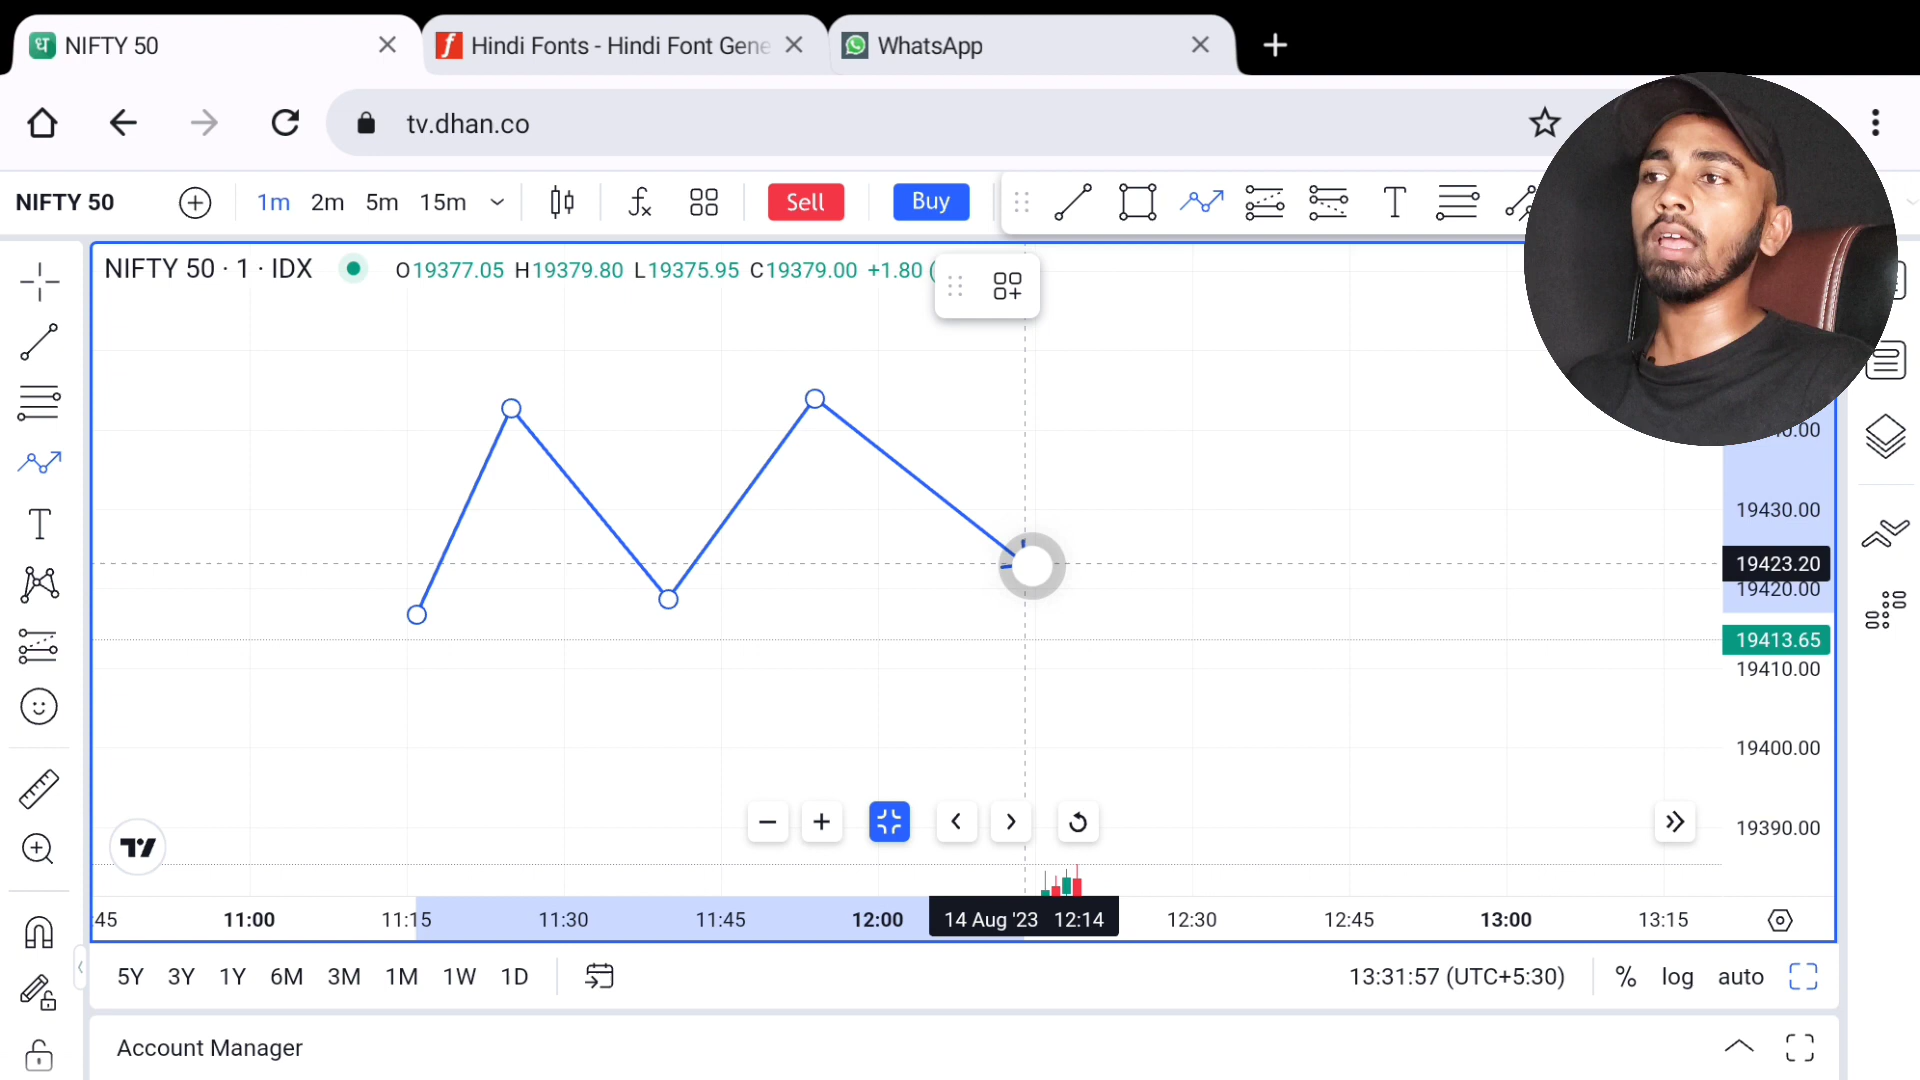 ध NIFTY 50
f Hindi Fonts - Hindi Font Gene
WhatsApp
tv.dhan.co
NIFTY 50 1m 2m 5m 15m fx Sell Buy T
NIFTY 50 · 1 · IDX O19377.05 H19379.80 L19375.95 C19379.00 +1.80 (
19430.00
T
19423.20
19420.00
19413.65
19410.00
19400.00
19390.00
:45 11:00 11:15 11:30 11:45 12:00 14 Aug '23 12:14 12:30 12:45 13:00 13:15
5Y 3Y 1Y 6M 3M 1M 1W 1D 13:31:57 (UTC+5:30) % log auto
Account Manager